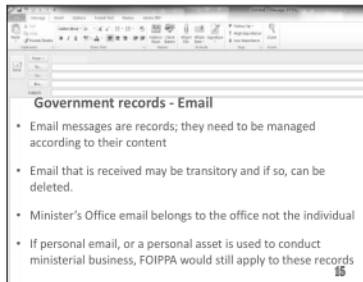 Government records - Email
• Email messages are records; they need to be managed
according to their content
• Email that is received may be transitory and if so, can be
deleted.
• Minister's Office email belongs to the office not the individual
• If personal email, or a personal asset is used to conduct
ministerial business, FOIPPA would still apply to these records
15